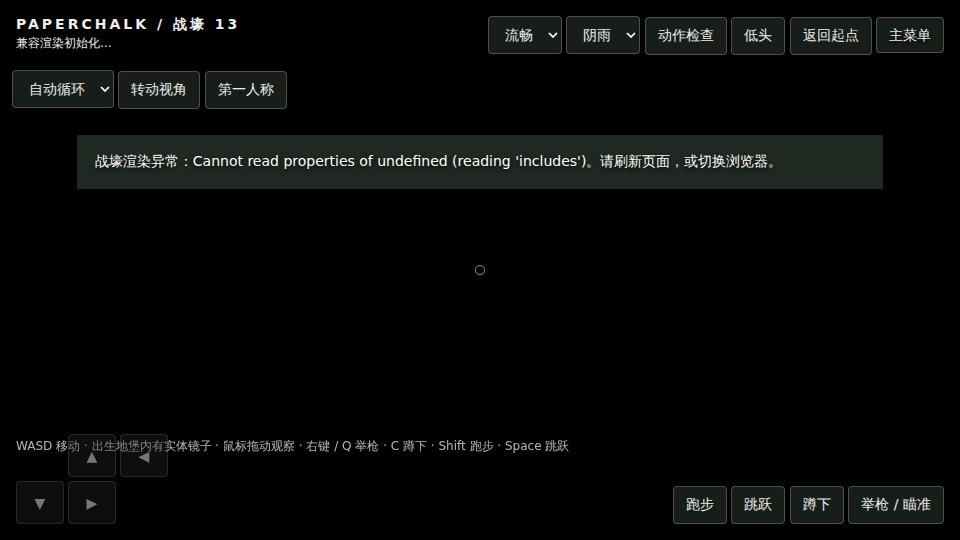 PAPERCHALK / 战壕 13
兼容渲染初始化...
流畅 阴雨 动作检查 低头 返回起点 主菜单
自动循环 转动视角 第一人称
战壕渲染异常：Cannot read properties of undefined (reading 'includes')。请刷新页面，或切换浏览器。
WASD 移动 · 出生地堡内有实体镜子 · 鼠标拖动观察 · 右键 / Q 举枪 · C 蹲下 · Shift 跑步 · Space 跳跃
▲ ◀
▼ ▶
跑步 跳跃 蹲下 举枪 / 瞄准